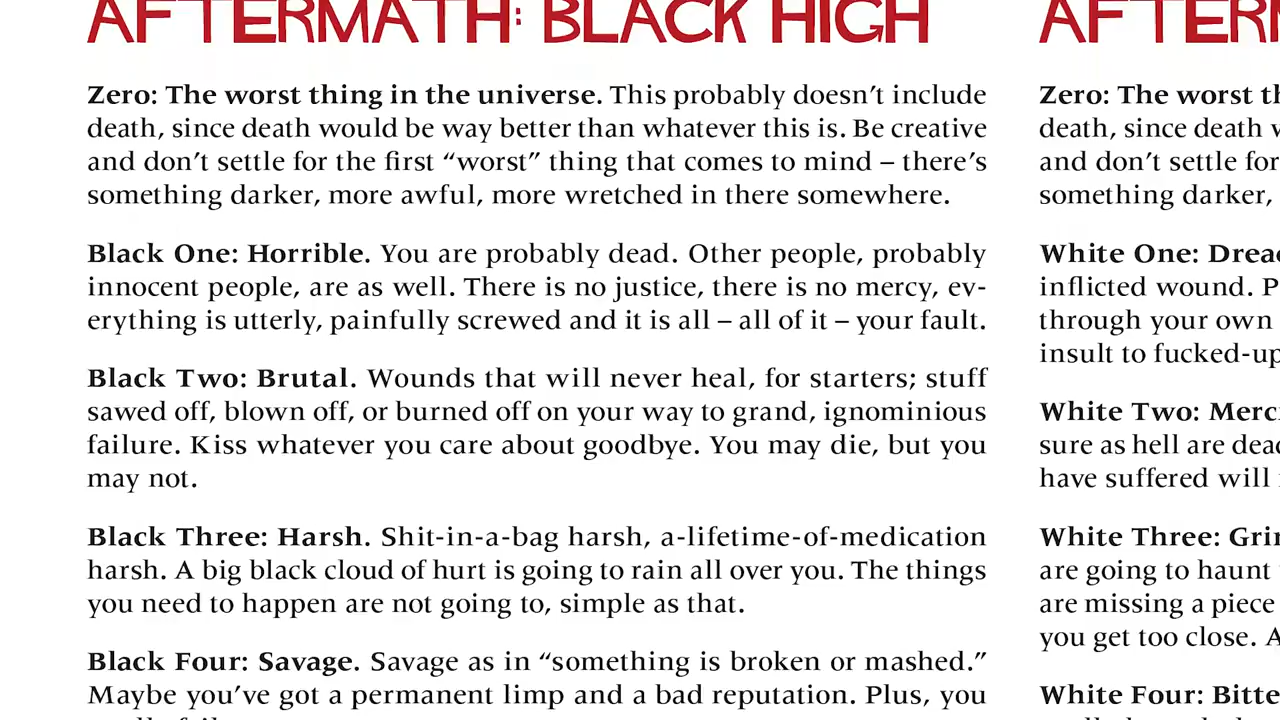 AFTERMATH: BLACK HIGH
Zero: The worst thing in the universe. This probably doesn’t include
death, since death would be way better than whatever this is. Be creative
and don’t settle for the first “worst” thing that comes to mind – there’s
something darker, more awful, more wretched in there somewhere.
Black One: Horrible. You are probably dead. Other people, probably
innocent people, are as well. There is no justice, there is no mercy, ev-
erything is utterly, painfully screwed and it is all – all of it – your fault.
Black Two: Brutal. Wounds that will never heal, for starters; stuff
sawed off, blown off, or burned off on your way to grand, ignominious
failure. Kiss whatever you care about goodbye. You may die, but you
may not.
Black Three: Harsh. Shit-in-a-bag harsh, a-lifetime-of-medication
harsh. A big black cloud of hurt is going to rain all over you. The things
you need to happen are not going to, simple as that.
Black Four: Savage. Savage as in “something is broken or mashed.”
Maybe you’ve got a permanent limp and a bad reputation. Plus, you
Zero: The worst
death, since death
and don’t settle for
something darker,
White One:
inflicted wound.
through your own
insult to fucked-up
White Two:
sure as hell are
have suffered will
White Three:
are going to haunt
are missing a piece
you get too close. A
White Four: